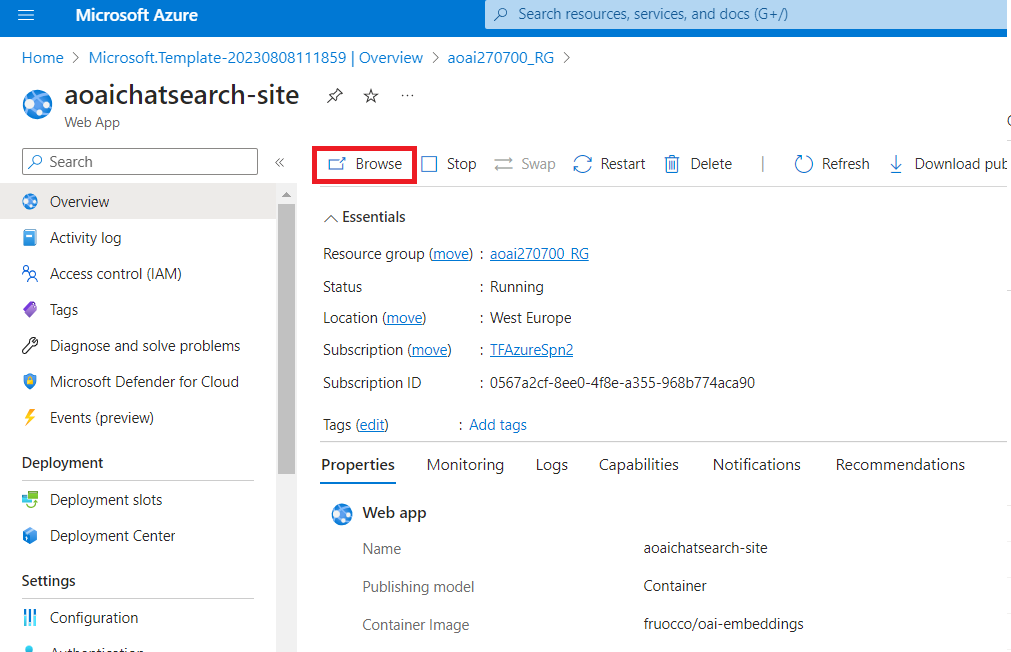 Microsoft Azure
Search resources, services, and docs (G+/)
Home > Microsoft.Template-20230808111859 | Overview > aoai270700_RG >
aoaichatsearch-site
Web App
Search
Overview
Activity log
Access control (IAM)
Tags
Diagnose and solve problems
Microsoft Defender for Cloud
Events (preview)
Deployment
Deployment slots
Deployment Center
Settings
Configuration
Authentication
Browse Stop Swap Restart Delete | Refresh Download pub
Essentials
Resource group (move) : aoai270700_RG
Status : Running
Location (move) : West Europe
Subscription (move) : TFAzureSpn2
Subscription ID : 0567a2cf-8ee0-4f8e-a355-968b774aca90
Tags (edit) : Add tags
Properties Monitoring Logs Capabilities Notifications Recommendations
Web app
Name aoaichatsearch-site
Publishing model Container
Container Image fruocco/oai-embeddings